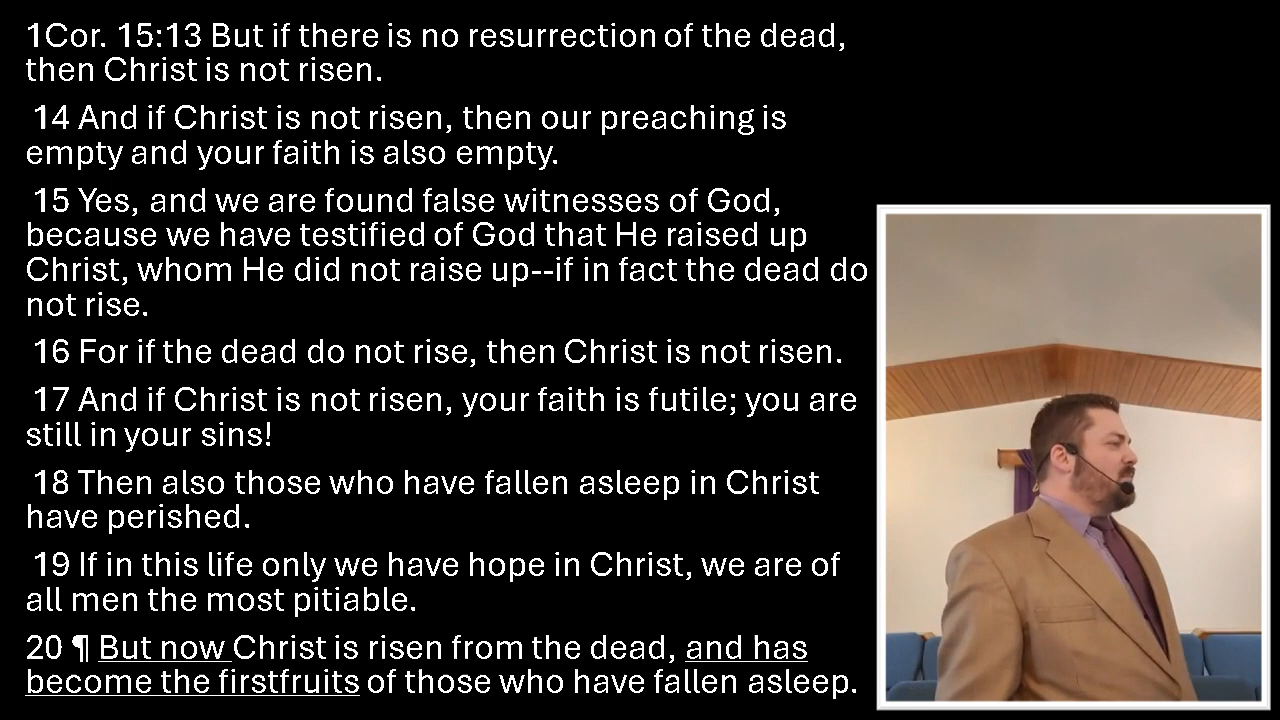 1Cor. 15:13 But if there is no resurrection of the dead,
then Christ is not risen.
14 And if Christ is not risen, then our preaching is
empty and your faith is also empty.
15 Yes, and we are found false witnesses of God,
because we have testified of God that He raised up
Christ, whom He did not raise up--if in fact the dead do
not rise.
16 For if the dead do not rise, then Christ is not risen.
17 And if Christ is not risen, your faith is futile; you are
still in your sins!
18 Then also those who have fallen asleep in Christ
have perished.
19 If in this life only we have hope in Christ, we are of
all men the most pitiable.
20 ¶ But now Christ is risen from the dead, and has
become the firstfruits of those who have fallen asleep.